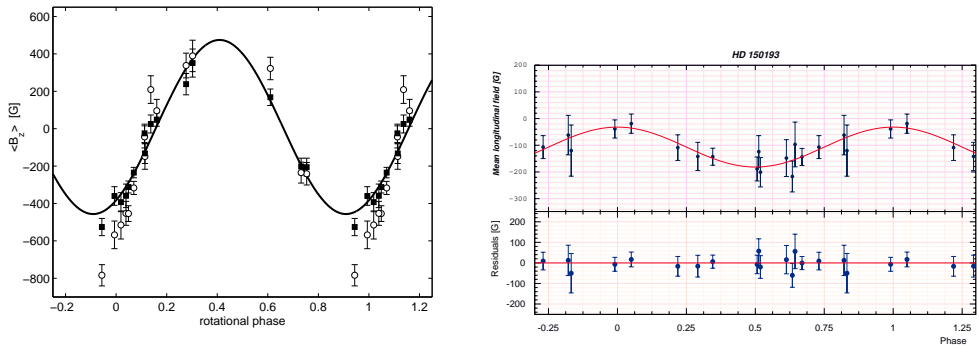 600
400
200
0
−200
−400
−600
−800
<B_z> [G]
−0.2 0 0.2 0.4 0.6 0.8 1 1.2
rotational phase
HD 150193
Mean longitudinal field [G]
200
100
0
−100
−200
−300
Residuals [G]
200
100
0
-100
-200
-0.25 0 0.25 0.5 0.75 1 1.25
Phase